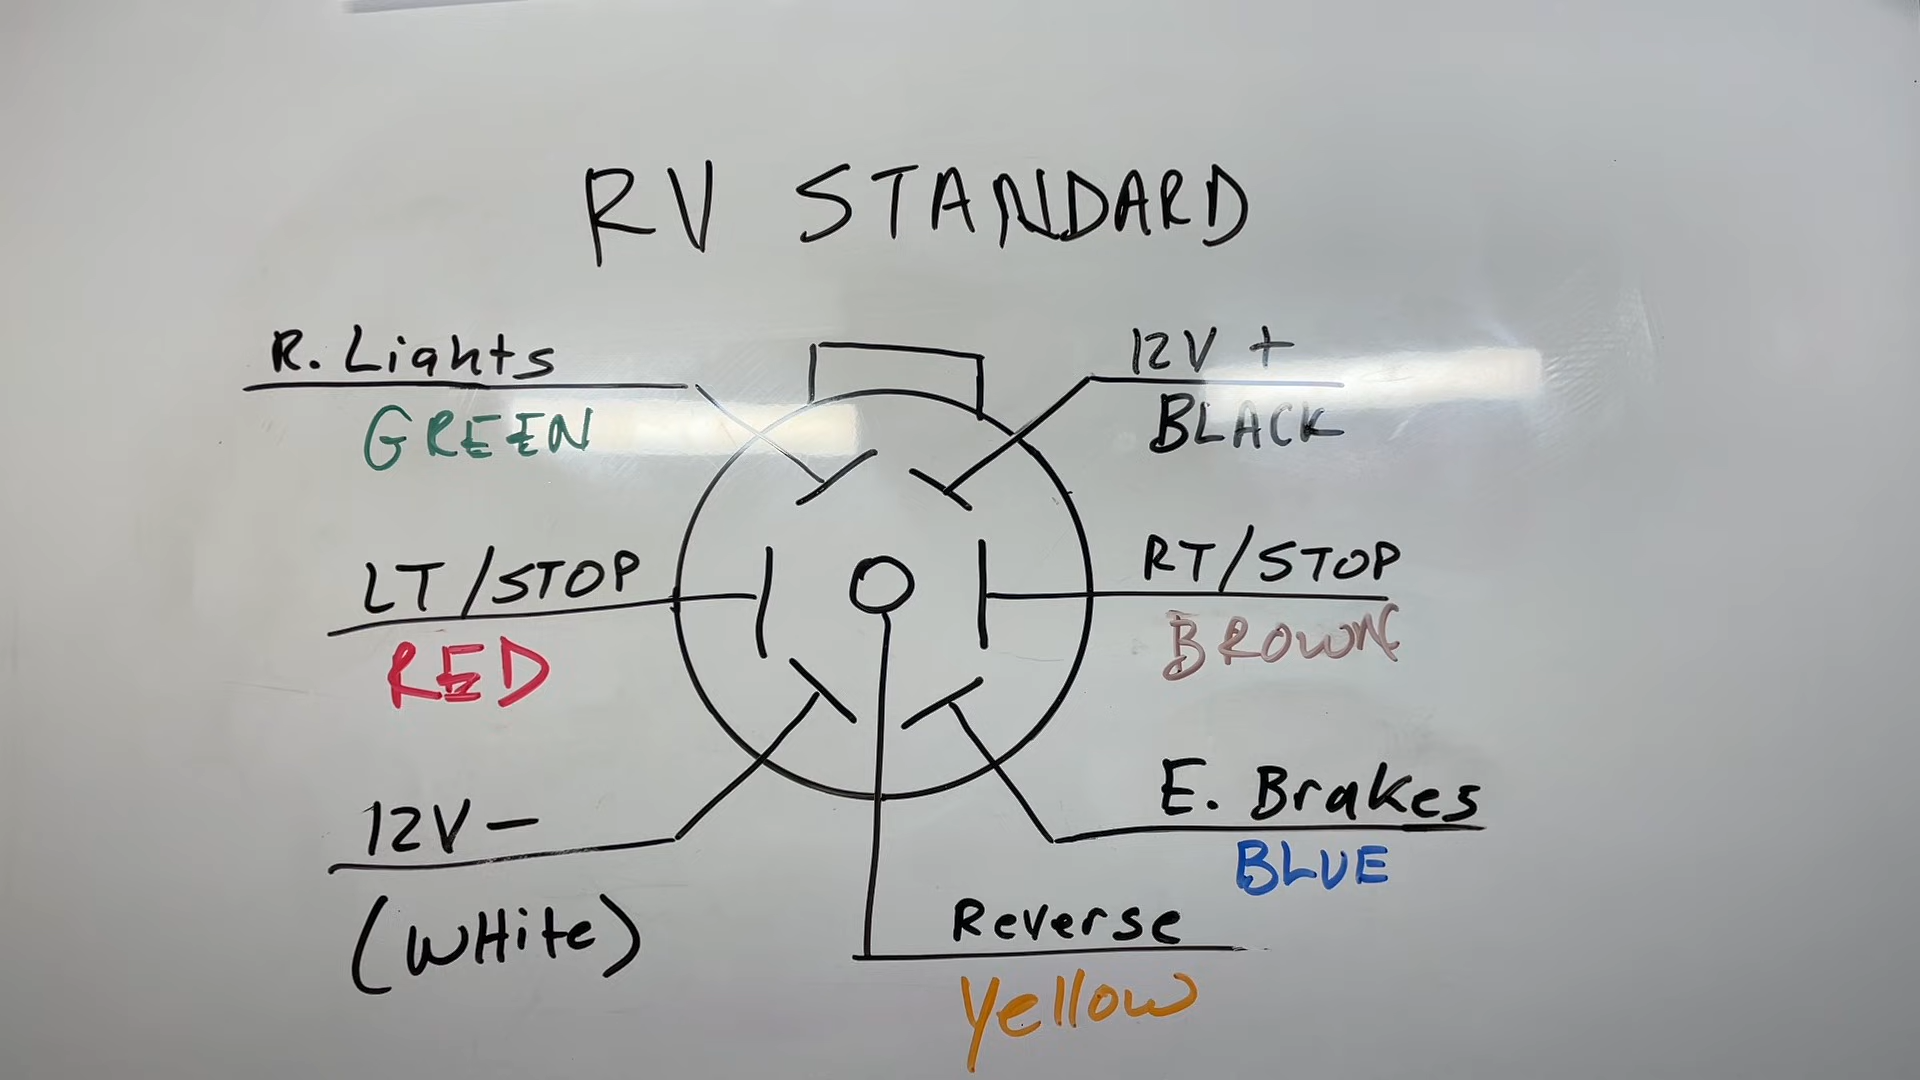 RV STANDARD
R. Lights
GREEN
12V +
BLACK
LT/STOP
RED
RT/STOP
BROWN
12V -
(WHite)
E. Brakes
BLUE
Reverse
Yellow